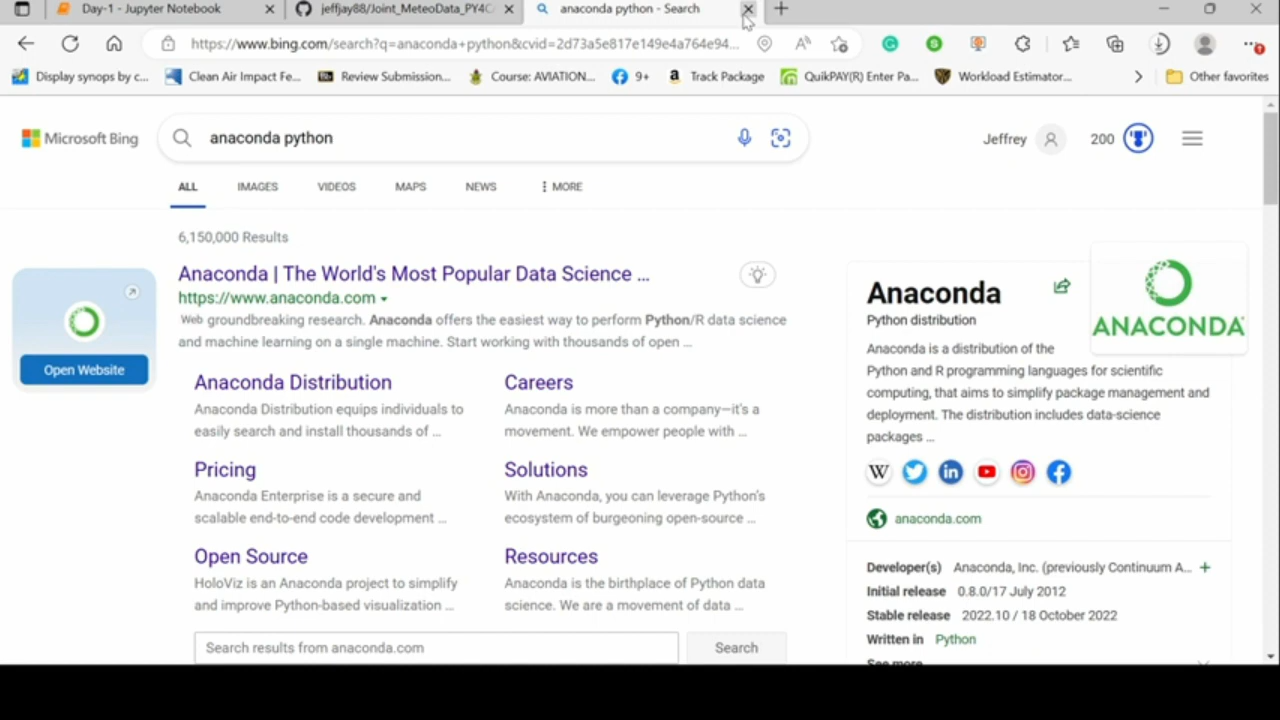 Day-1 - Jupyter Notebook
jeffjay88/Joint_MeteoData_PY4C
anaconda python - Search
https://www.bing.com/search?q=anaconda+python&cvid=2d73a5e817e149e4a764e94...
Display synops by c...
Clean Air Impact Fe...
Review Submission...
Course: AVIATION...
9+
Track Package
QuikPAY(R) Enter Pa...
Workload Estimator...
Other favorites
Microsoft Bing
anaconda python
Jeffrey
200
ALL
IMAGES
VIDEOS
MAPS
NEWS
MORE
6,150,000 Results
Open Website
Anaconda | The World's Most Popular Data Science ...
https://www.anaconda.com
Web groundbreaking research. Anaconda offers the easiest way to perform Python/R data science
and machine learning on a single machine. Start working with thousands of open ...
Anaconda Distribution
Anaconda Distribution equips individuals to
easily search and install thousands of ...
Careers
Anaconda is more than a company—it's a
movement. We empower people with ...
Pricing
Anaconda Enterprise is a secure and
scalable end-to-end code development ...
Solutions
With Anaconda, you can leverage Python's
ecosystem of burgeoning open-source ...
Open Source
HoloViz is an Anaconda project to simplify
and improve Python-based visualization ...
Resources
Anaconda is the birthplace of Python data
science. We are a movement of data ...
Search results from anaconda.com
Search
Anaconda
Python distribution
ANACONDA
Anaconda is a distribution of the
Python and R programming languages for scientific
computing, that aims to simplify package management and
deployment. The distribution includes data-science
packages ...
W
anaconda.com
Developer(s) Anaconda, Inc. (previously Continuum A...
Initial release 0.8.0/17 July 2012
Stable release 2022.10 / 18 October 2022
Written in Python
See more